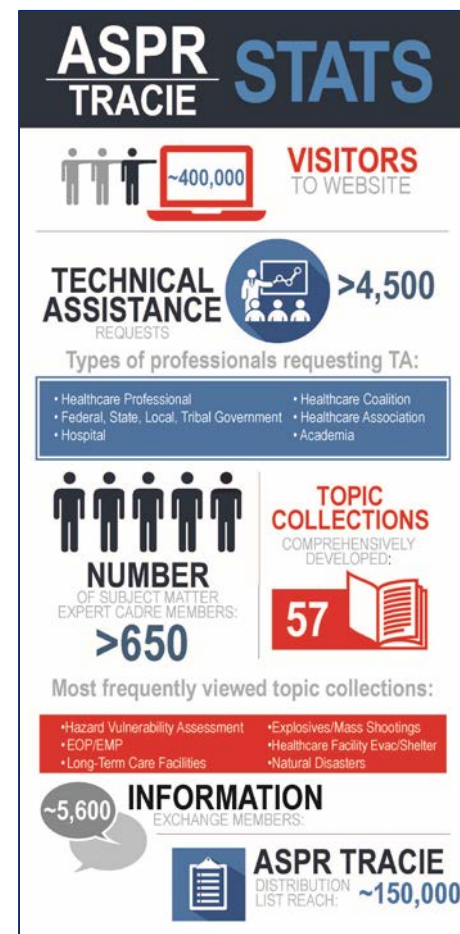 ASPR
TRACIE
STATS
~400,000
VISITORS
TO WEBSITE
TECHNICAL
ASSISTANCE
REQUESTS
>4,500
Types of professionals requesting TA:
• Healthcare Professional
• Federal, State, Local, Tribal Government
• Hospital
• Healthcare Coalition
• Healthcare Association
• Academia
NUMBER
OF SUBJECT MATTER
EXPERT CADRE MEMBERS:
>650
TOPIC
COLLECTIONS
COMPREHENSIVELY
DEVELOPED:
57
Most frequently viewed topic collections:
•Hazard Vulnerability Assessment
•EOP/EMP
•Long-Term Care Facilities
•Explosives/Mass Shootings
•Healthcare Facility Evac/Shelter
•Natural Disasters
~5,600
INFORMATION
EXCHANGE MEMBERS:
ASPR TRACIE
DISTRIBUTION
LIST REACH: ~150,000